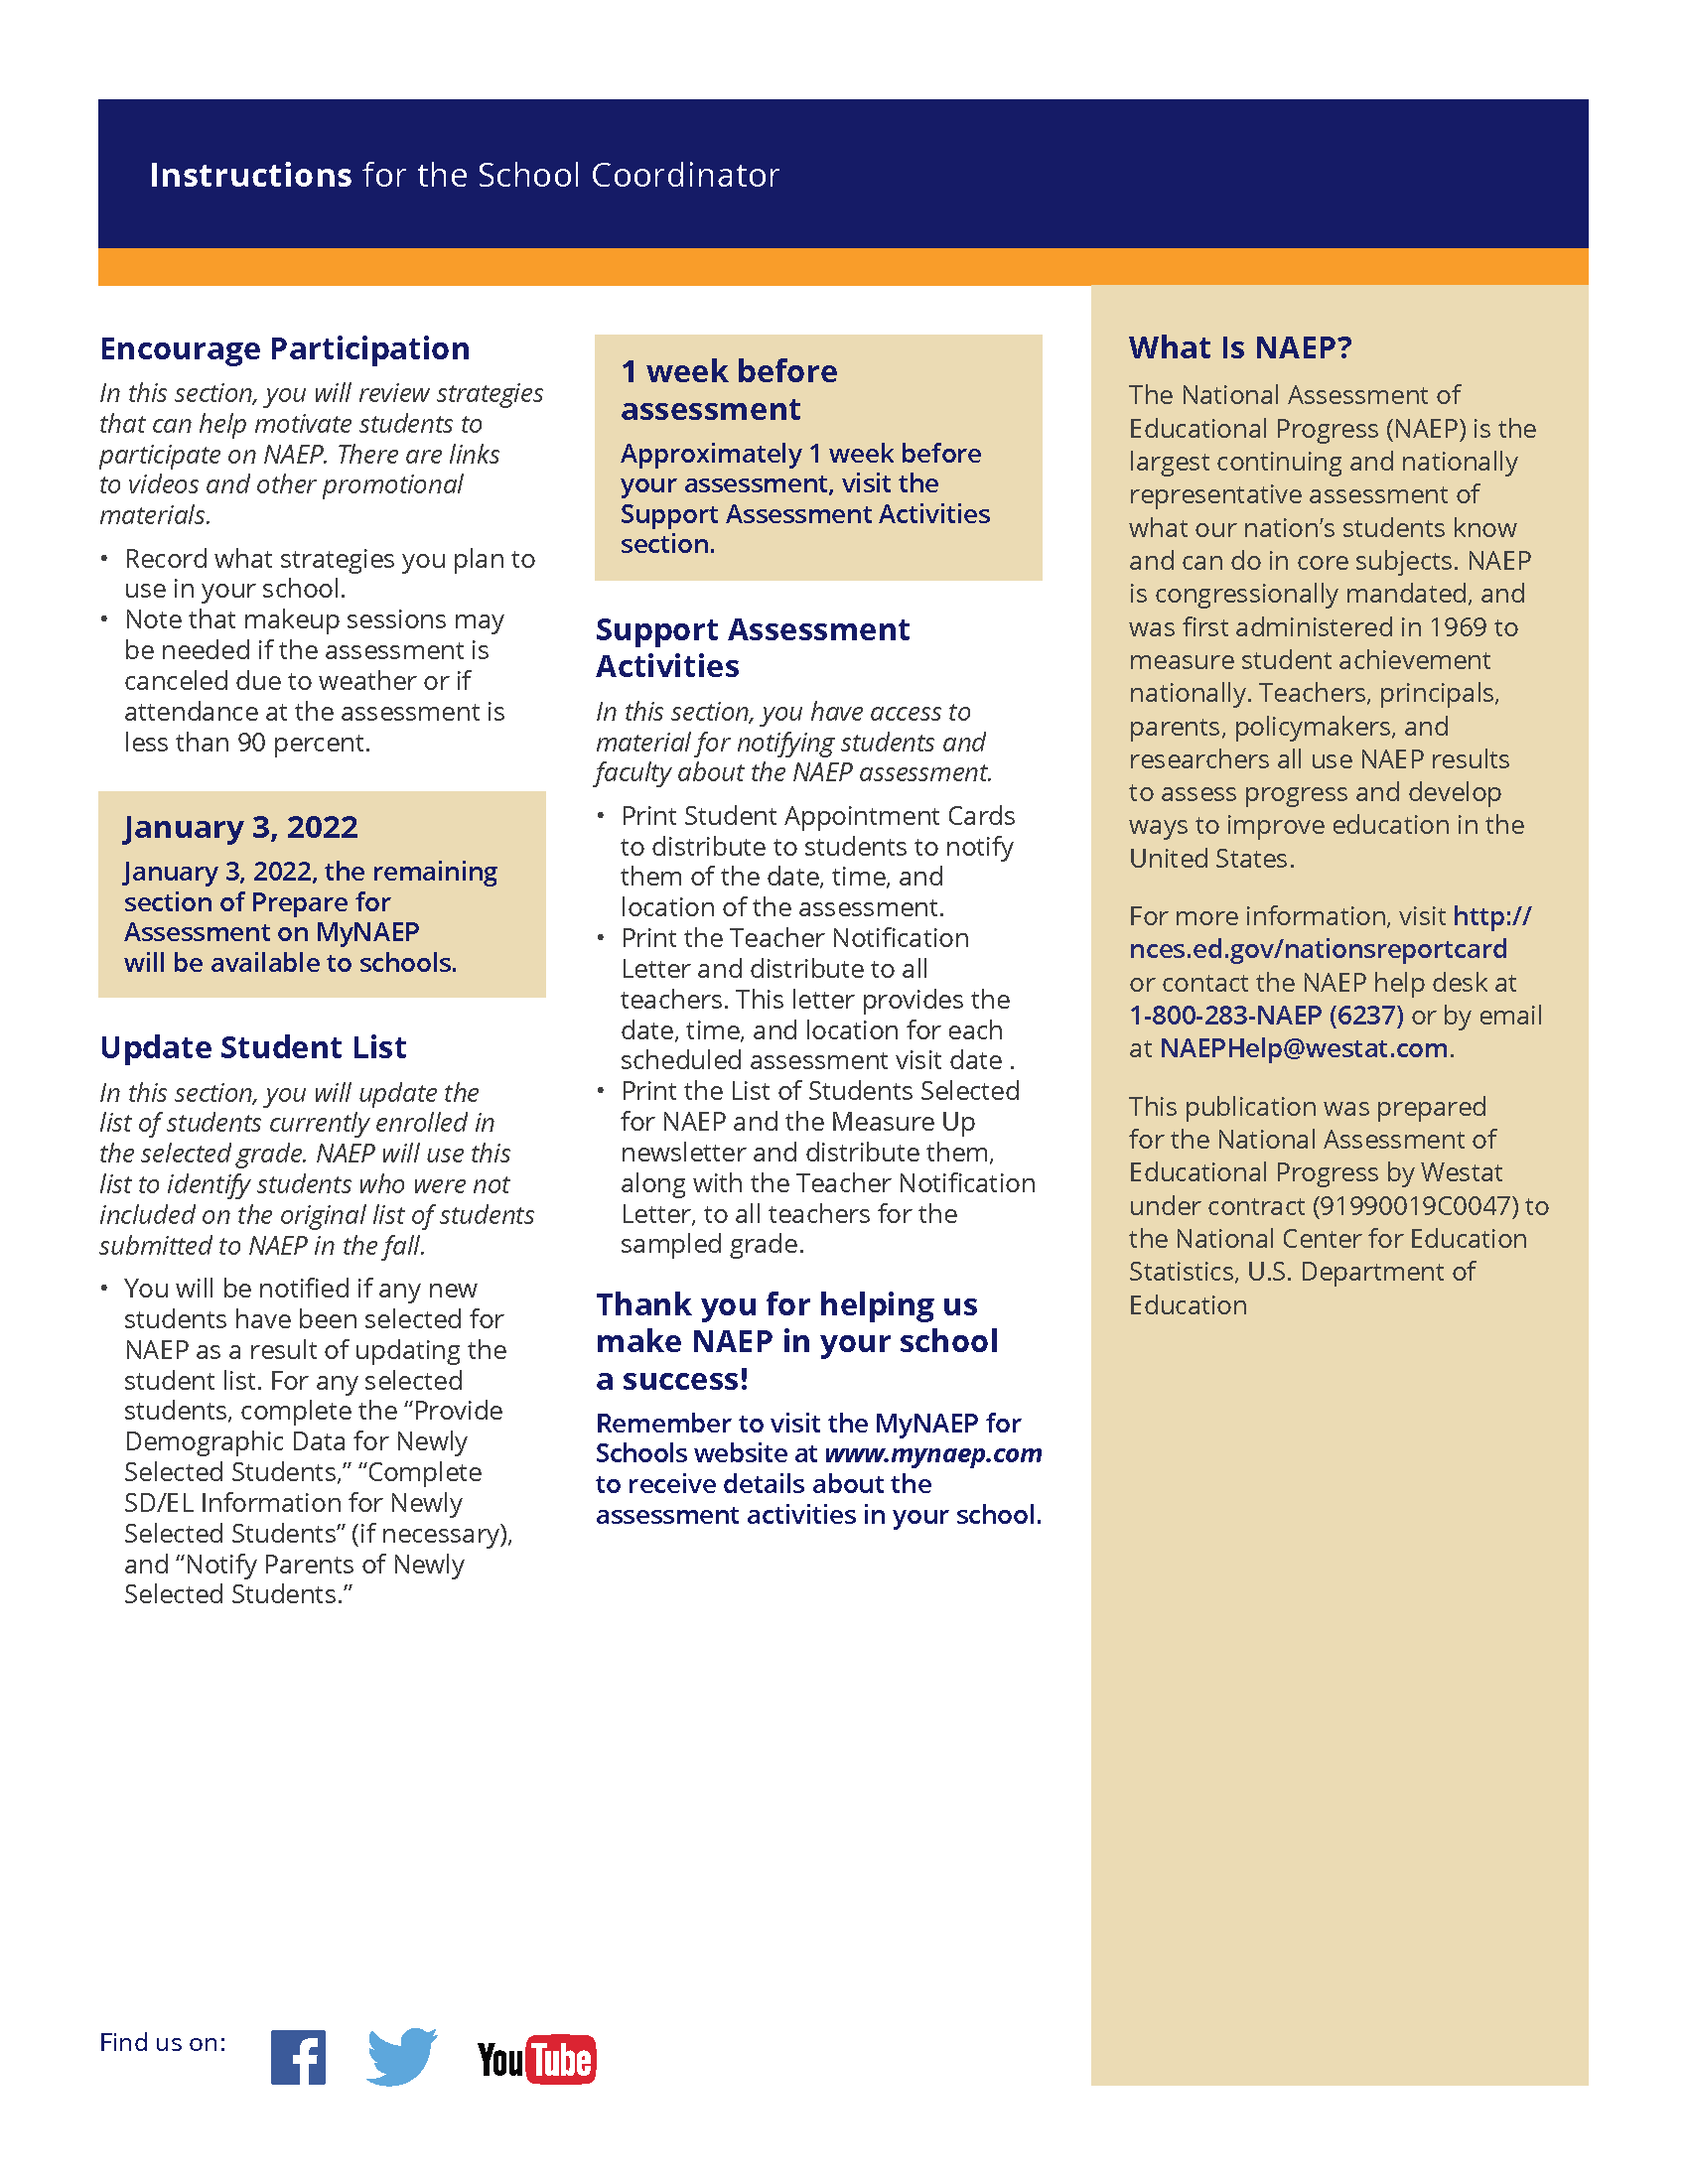 Instructions for the School Coordinator
Encourage Participation
In this section, you will review strategies
that can help motivate students to
participate on NAEP. There are links
to videos and other promotional
materials.
• Record what strategies you plan to
use in your school.
• Note that makeup sessions may
be needed if the assessment is
canceled due to weather or if
attendance at the assessment is
less than 90 percent.
January 3, 2022
January 3, 2022, the remaining
section of Prepare for
Assessment on MyNAEP
will be available to schools.
Update Student List
In this section, you will update the
list of students currently enrolled in
the selected grade. NAEP will use this
list to identify students who were not
included on the original list of students
submitted to NAEP in the fall.
• You will be notified if any new
students have been selected for
NAEP as a result of updating the
student list. For any selected
students, complete the “Provide
Demographic Data for Newly
Selected Students,” “Complete
SD/EL Information for Newly
Selected Students” (if necessary),
and “Notify Parents of Newly
Selected Students.”
1 week before
assessment
Approximately 1 week before
your assessment, visit the
Support Assessment Activities
section.
Support Assessment
Activities
In this section, you have access to
material for notifying students and
faculty about the NAEP assessment.
• Print Student Appointment Cards
to distribute to students to notify
them of the date, time, and
location of the assessment.
• Print the Teacher Notification
Letter and distribute to all
teachers. This letter provides the
date, time, and location for each
scheduled assessment visit date .
• Print the List of Students Selected
for NAEP and the Measure Up
newsletter and distribute them,
along with the Teacher Notification
Letter, to all teachers for the
sampled grade.
Thank you for helping us
make NAEP in your school
a success!
Remember to visit the MyNAEP for
Schools website at www.mynaep.com
to receive details about the
assessment activities in your school.
What Is NAEP?
The National Assessment of
Educational Progress (NAEP) is the
largest continuing and nationally
representative assessment of
what our nation’s students know
and can do in core subjects. NAEP
is congressionally mandated, and
was first administered in 1969 to
measure student achievement
nationally. Teachers, principals,
parents, policymakers, and
researchers all use NAEP results
to assess progress and develop
ways to improve education in the
United States.
For more information, visit http://
nces.ed.gov/nationsreportcard
or contact the NAEP help desk at
1-800-283-NAEP (6237) or by email
at NAEPHelp@westat.com.
This publication was prepared
for the National Assessment of
Educational Progress by Westat
under contract (91990019C0047) to
the National Center for Education
Statistics, U.S. Department of
Education
Find us on:
f
YouTube